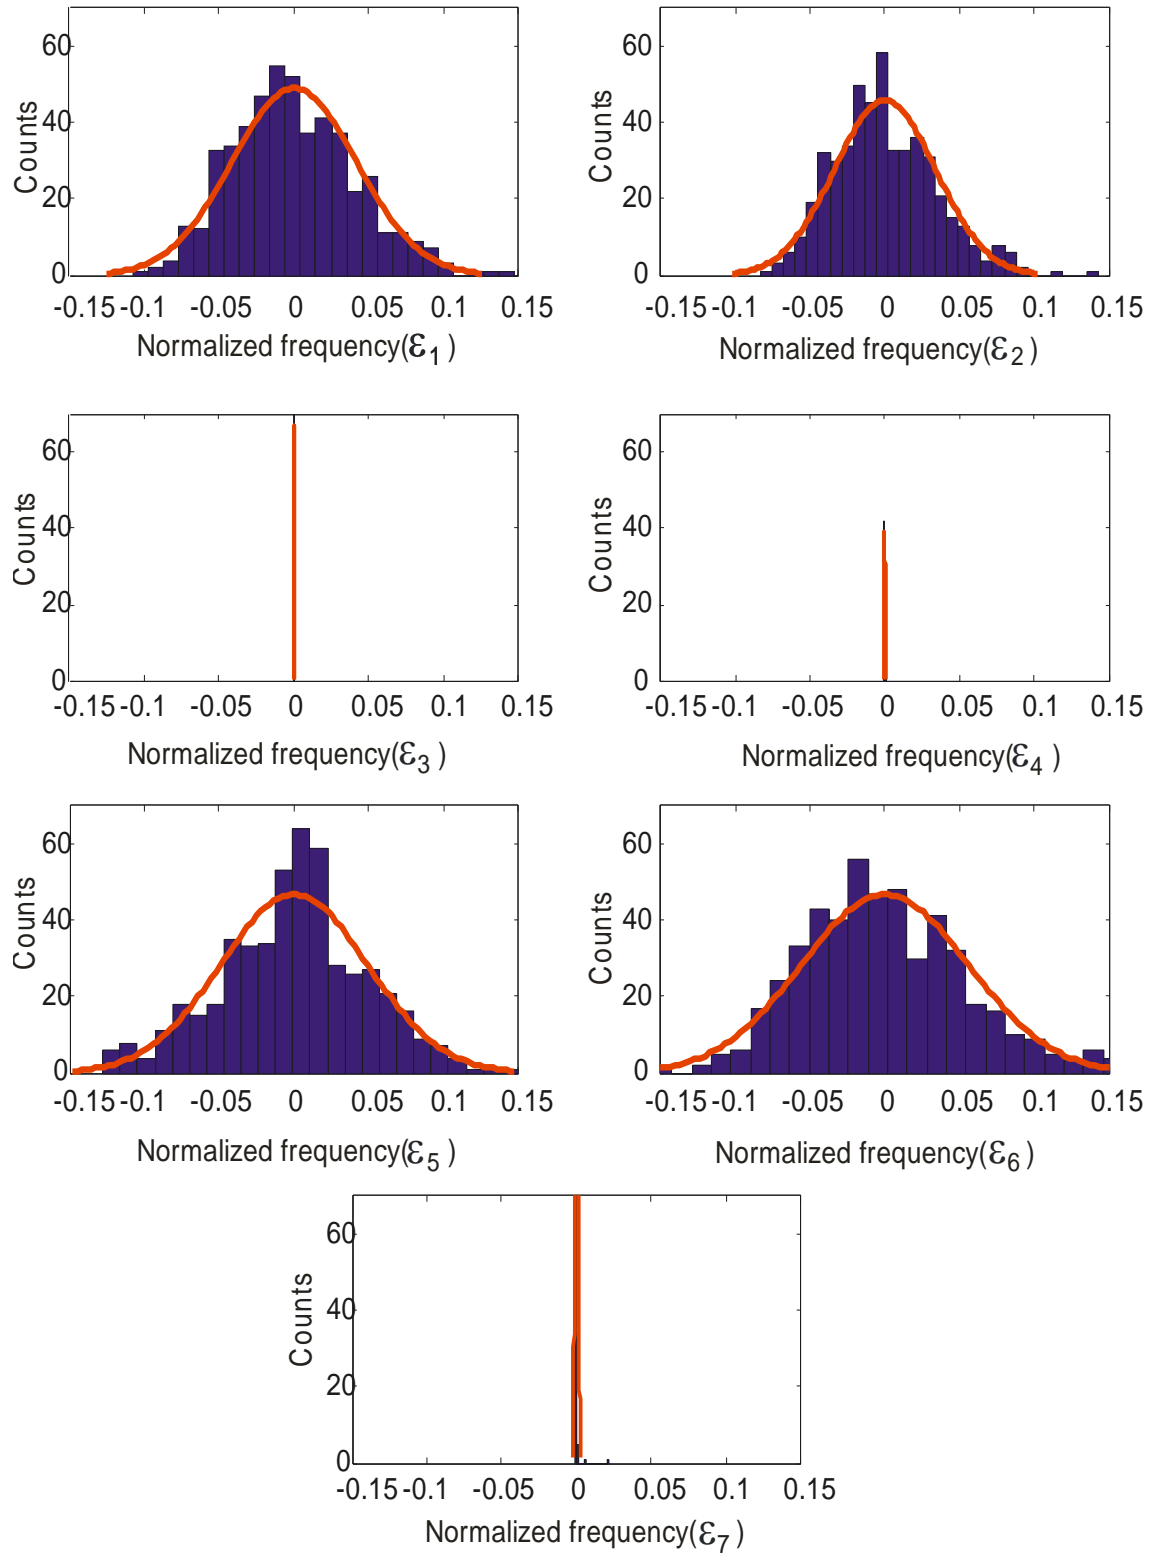 60
40
20
0
Counts
-0.15 -0.1 -0.05 0 0.05 0.1 0.15
Normalized frequency(ε1 )
60
40
20
0
Counts
-0.15 -0.1 -0.05 0 0.05 0.1 0.15
Normalized frequency(ε2 )
60
40
20
0
Counts
-0.15 -0.1 -0.05 0 0.05 0.1 0.15
Normalized frequency(ε3 )
60
40
20
0
Counts
-0.15 -0.1 -0.05 0 0.05 0.1 0.15
Normalized frequency(ε4 )
60
40
20
0
Counts
-0.15 -0.1 -0.05 0 0.05 0.1 0.15
Normalized frequency(ε5 )
60
40
20
0
Counts
-0.15 -0.1 -0.05 0 0.05 0.1 0.15
Normalized frequency(ε6)
60
40
20
0
Counts
-0.15 -0.1 -0.05 0 0.05 0.1 0.15
Normalized frequency(ε7)